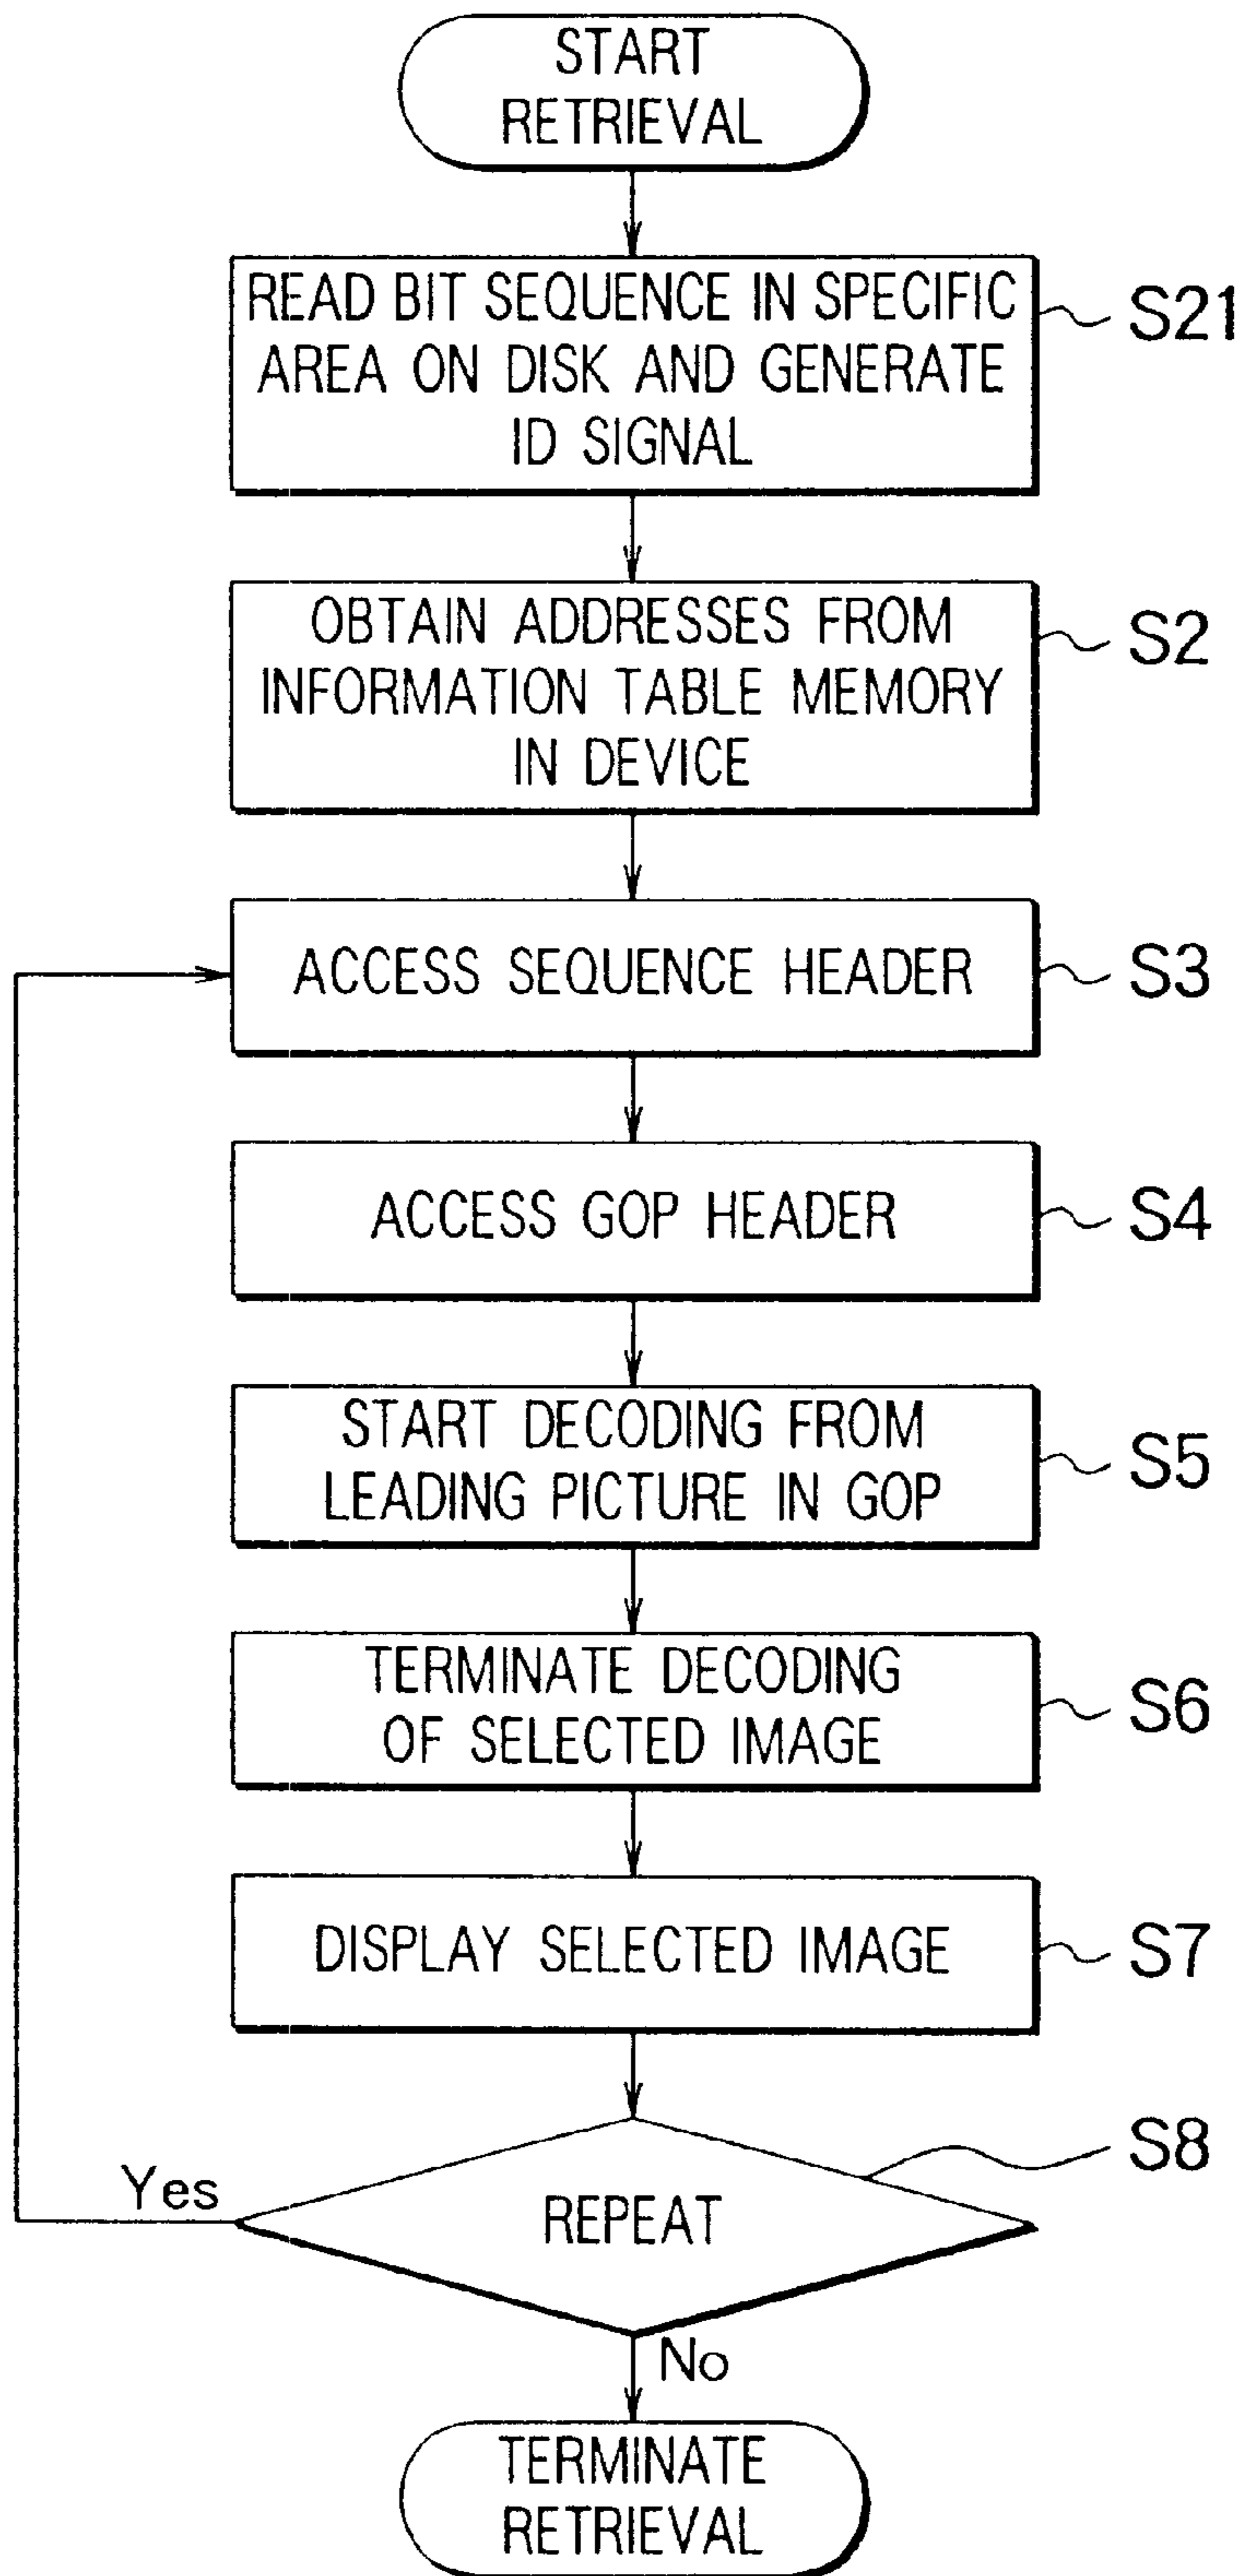 START
RETRIEVAL
READ BIT SEQUENCE IN SPECIFIC
AREA ON DISK AND GENERATE
ID SIGNAL
S21
OBTAIN ADDRESSES FROM
INFORMATION TABLE MEMORY
IN DEVICE
S2
ACCESS SEQUENCE HEADER
S3
ACCESS GOP HEADER
S4
START DECODING FROM
LEADING PICTURE IN GOP
S5
TERMINATE DECODING
OF SELECTED IMAGE
S6
DISPLAY SELECTED IMAGE
S7
S8
Yes
REPEAT
No
TERMINATE
RETRIEVAL